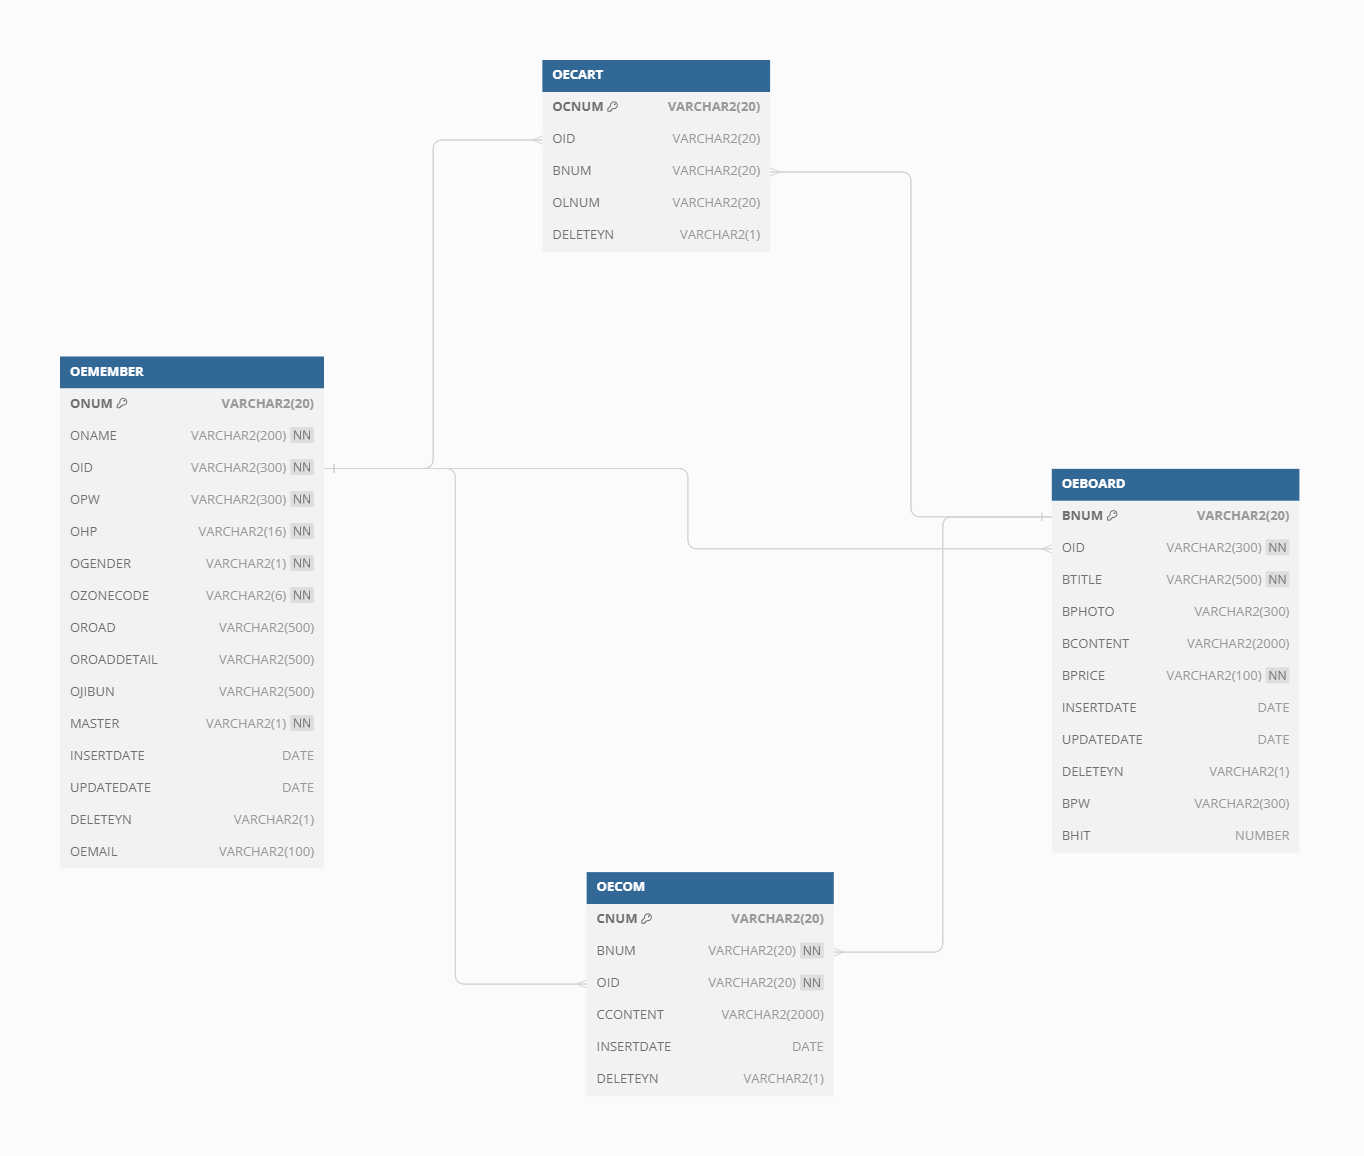 OECART
OCNUM VARCHAR2(20)
OID VARCHAR2(20)
BNUM VARCHAR2(20)
OLNUM VARCHAR2(20)
DELETEYN VARCHAR2(1)
OEMEMBER
ONUM VARCHAR2(20)
ONAME VARCHAR2(200) NN
OID VARCHAR2(300) NN
OPW VARCHAR2(300) NN
OHP VARCHAR2(16) NN
OGENDER VARCHAR2(1) NN
OZONECODE VARCHAR2(6) NN
OROAD VARCHAR2(500)
OROADDETAIL VARCHAR2(500)
OJIBUN VARCHAR2(500)
MASTER VARCHAR2(1) NN
INSERTDATE DATE
UPDATEDATE DATE
DELETEYN VARCHAR2(1)
OEMAIL VARCHAR2(100)
OEBOARD
BNUM VARCHAR2(20)
OID VARCHAR2(300) NN
BTITLE VARCHAR2(500) NN
BPHOTO VARCHAR2(300)
BCONTENT VARCHAR2(2000)
BPRICE VARCHAR2(100) NN
INSERTDATE DATE
UPDATEDATE DATE
DELETEYN VARCHAR2(1)
BPW VARCHAR2(300)
BHIT NUMBER
OECOM
CNUM VARCHAR2(20)
BNUM VARCHAR2(20) NN
OID VARCHAR2(20) NN
CCONTENT VARCHAR2(2000)
INSERTDATE DATE
DELETEYN VARCHAR2(1)